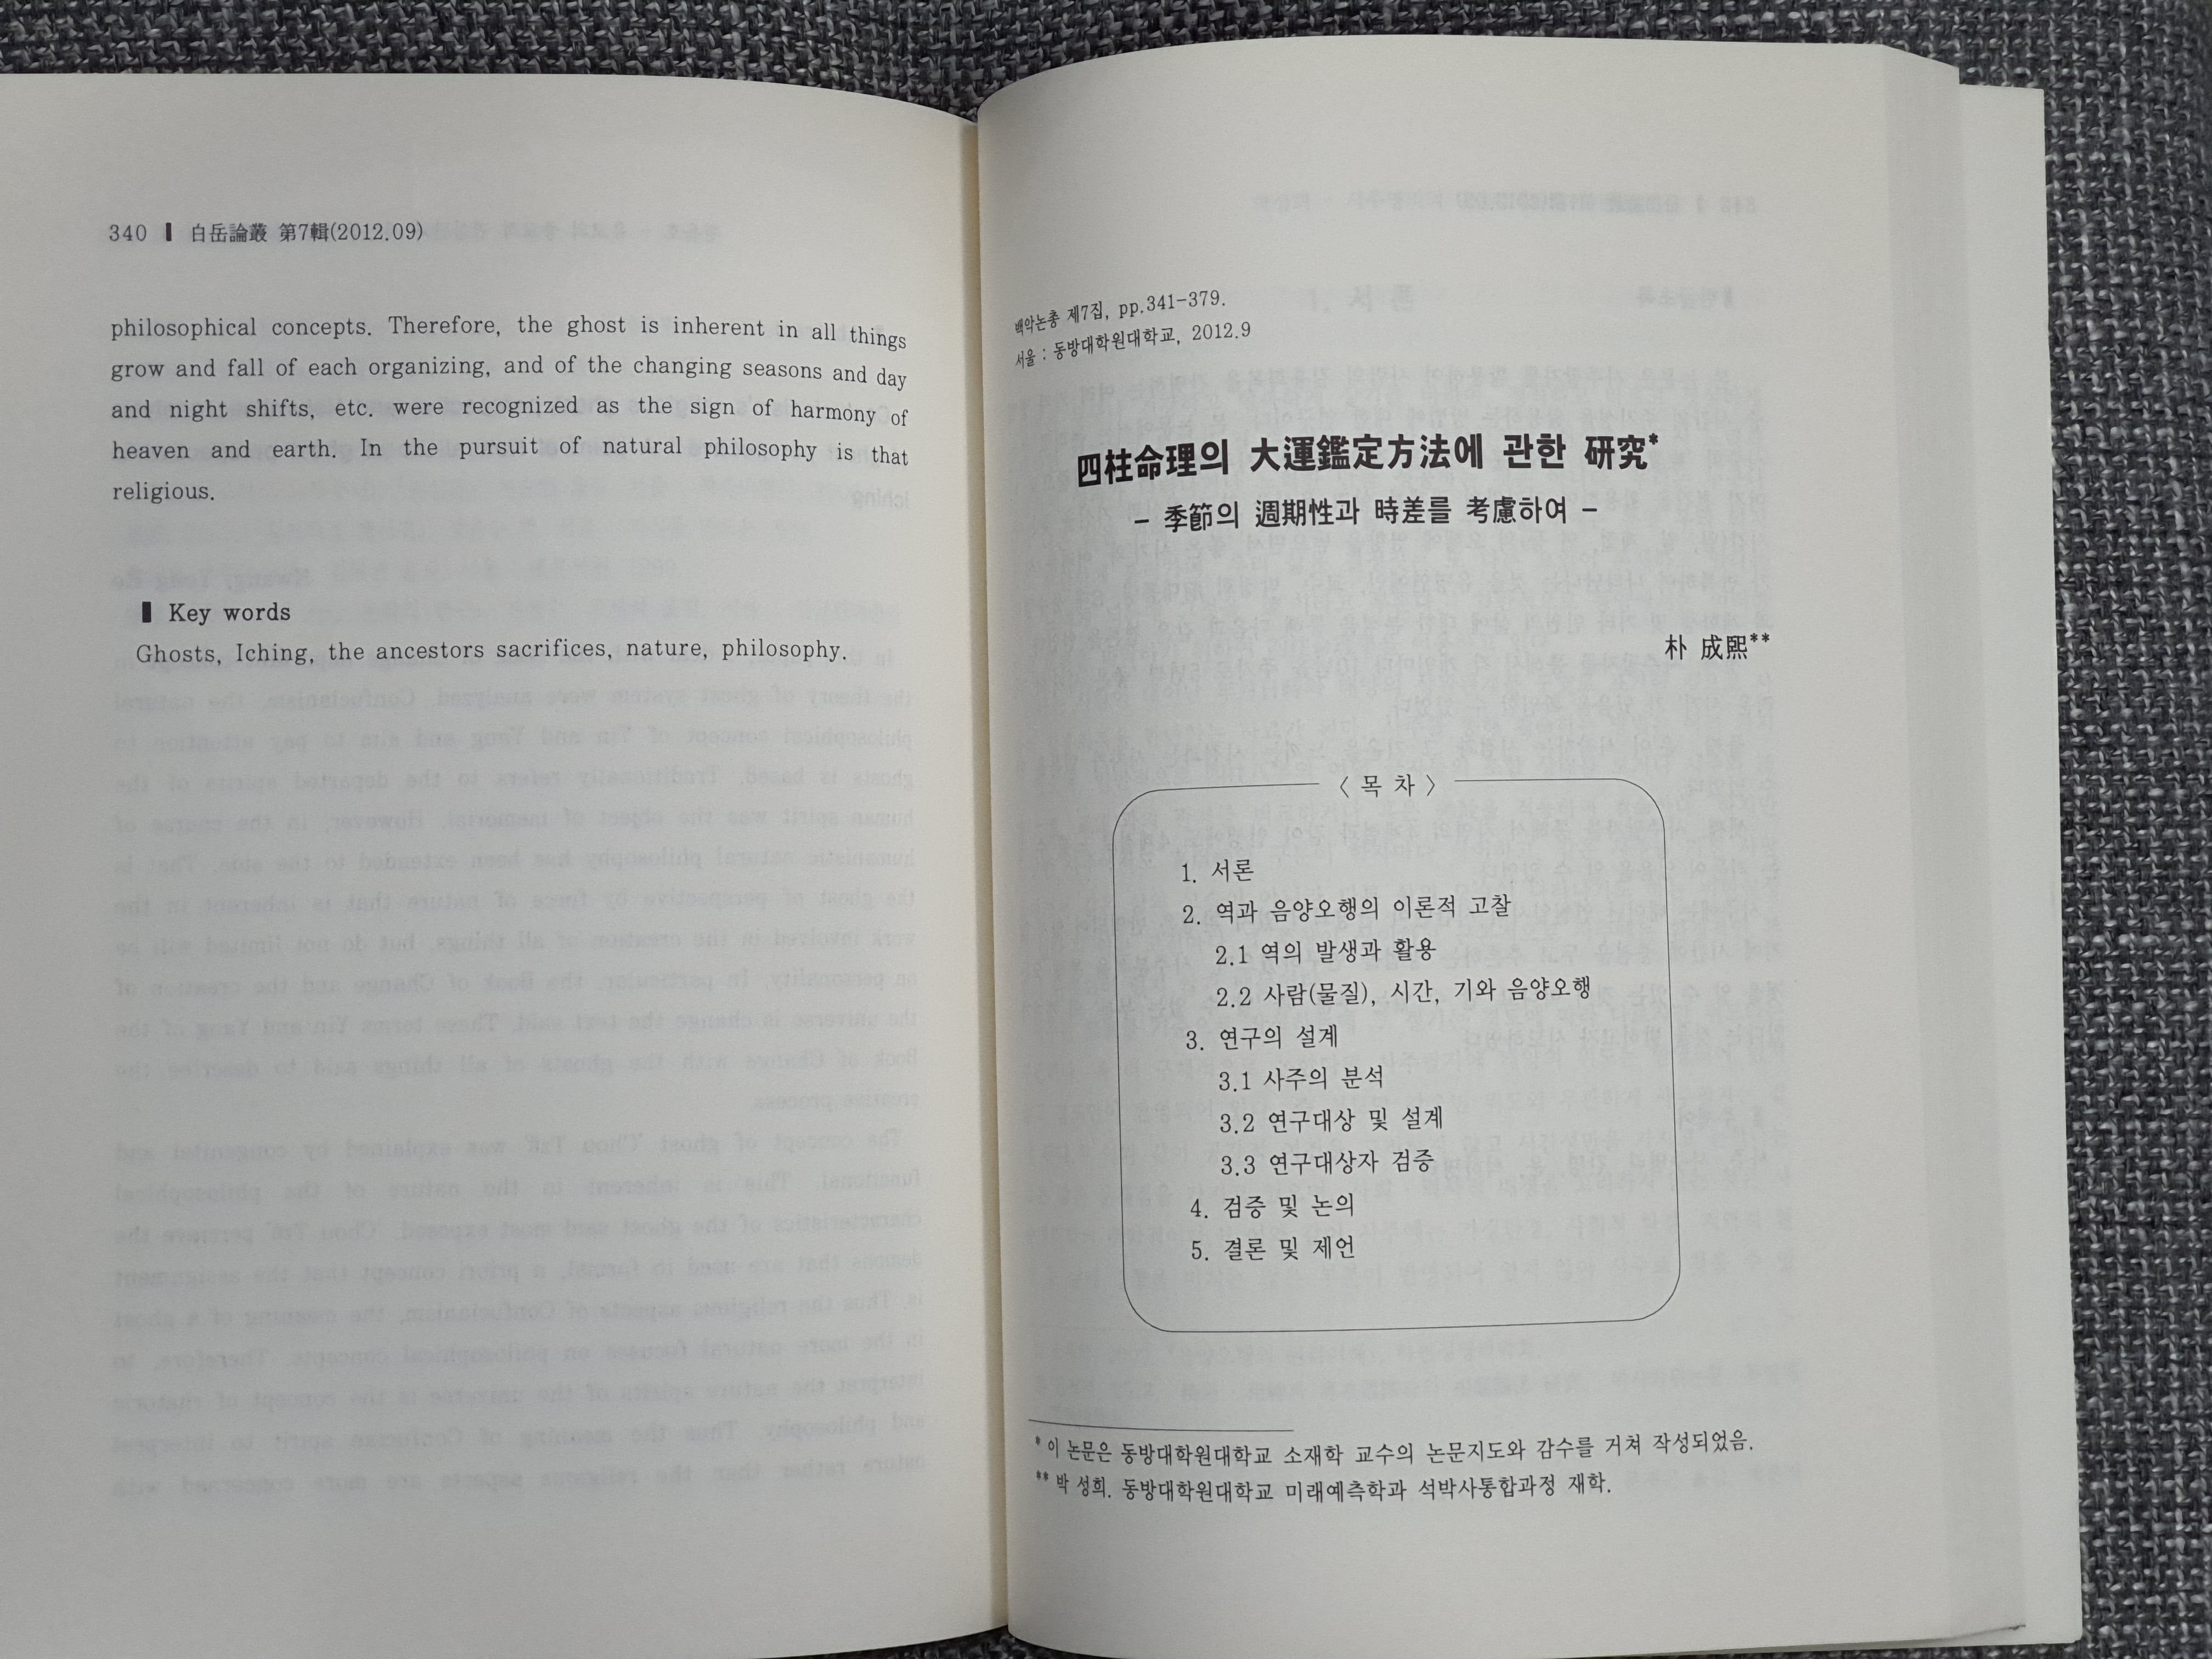 340 ▌ 白岳論叢 第7輯(2012.09)
philosophical concepts. Therefore, the ghost is inherent in all things
grow and fall of each organizing, and of the changing seasons and day
and night shifts, etc. were recognized as the sign of harmony of
heaven and earth. In the pursuit of natural philosophy is that
religious.
▌ Key words
Ghosts, Iching, the ancestors sacrifices, nature, philosophy.
백악논총 제7집, pp.341-379.
서울 : 동방대학원대학교, 2012.9
四柱命理의 大運鑑定方法에 관한 研究*
- 季節의 週期性과 時差를 考慮하여 -
朴 成熙**
〈 목 차 〉
1. 서론
2. 역과 음양오행의 이론적 고찰
2.1 역의 발생과 활용
2.2 사람(물질), 시간, 기와 음양오행
3. 연구의 설계
3.1 사주의 분석
3.2 연구대상 및 설계
3.3 연구대상자 검증
4. 검증 및 논의
5. 결론 및 제언
* 이 논문은 동방대학원대학교 소재학 교수의 논문지도와 감수를 거쳐 작성되었음.
** 박 성희. 동방대학원대학교 미래예측학과 석박사통합과정 재학.